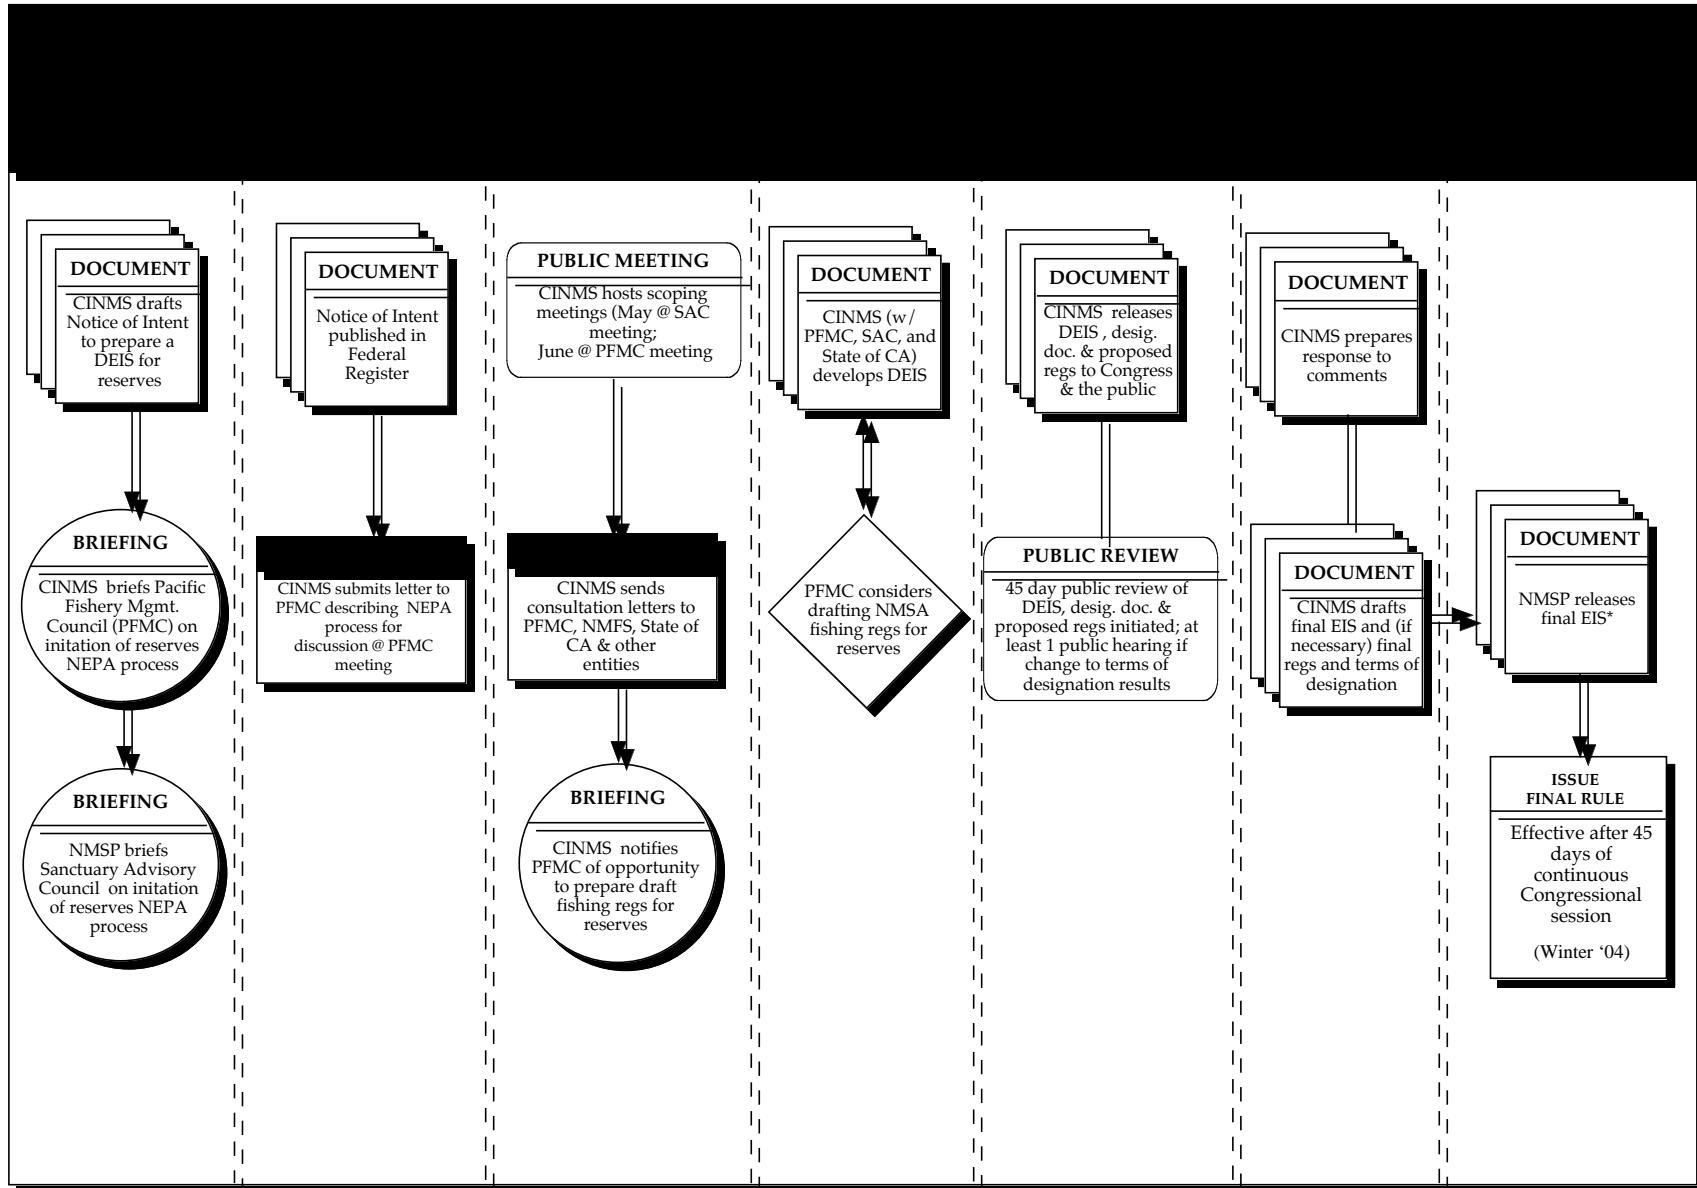 DOCUMENT
CINMS drafts
Notice of Intent
to prepare a
DEIS for
reserves
BRIEFING
CINMS briefs Pacific
Fishery Mgmt.
Council (PFMC) on
initation of reserves
NEPA process
BRIEFING
NMSP briefs
Sanctuary Advisory
Council on initation
of reserves NEPA
process
DOCUMENT
Notice of Intent
published in
Federal
Register
CINMS submits letter to
PFMC describing NEPA
process for
discussion @ PFMC
meeting
PUBLIC MEETING
CINMS hosts scoping
meetings (May @ SAC
meeting;
June @ PFMC meeting
CINMS sends
consultation letters to
PFMC, NMFS, State of
CA & other
entities
BRIEFING
CINMS notifies
PFMC of opportunity
to prepare draft
fishing regs for
reserves
DOCUMENT
CINMS (w/
PFMC, SAC, and
State of CA)
develops DEIS
PFMC considers
drafting NMSA
fishing regs for
reserves
DOCUMENT
CINMS releases
DEIS , desig.
doc. & proposed
regs to Congress
& the public
PUBLIC REVIEW
45 day public review of
DEIS, desig. doc. &
proposed regs initiated; at
least 1 public hearing if
change to terms of
designation results
DOCUMENT
CINMS prepares
response to
comments
DOCUMENT
CINMS drafts
final EIS and (if
necessary) final
regs and terms of
designation
DOCUMENT
NMSP releases
final EIS*
ISSUE
FINAL RULE
Effective after 45
days of
continuous
Congressional
session
(Winter ‘04)